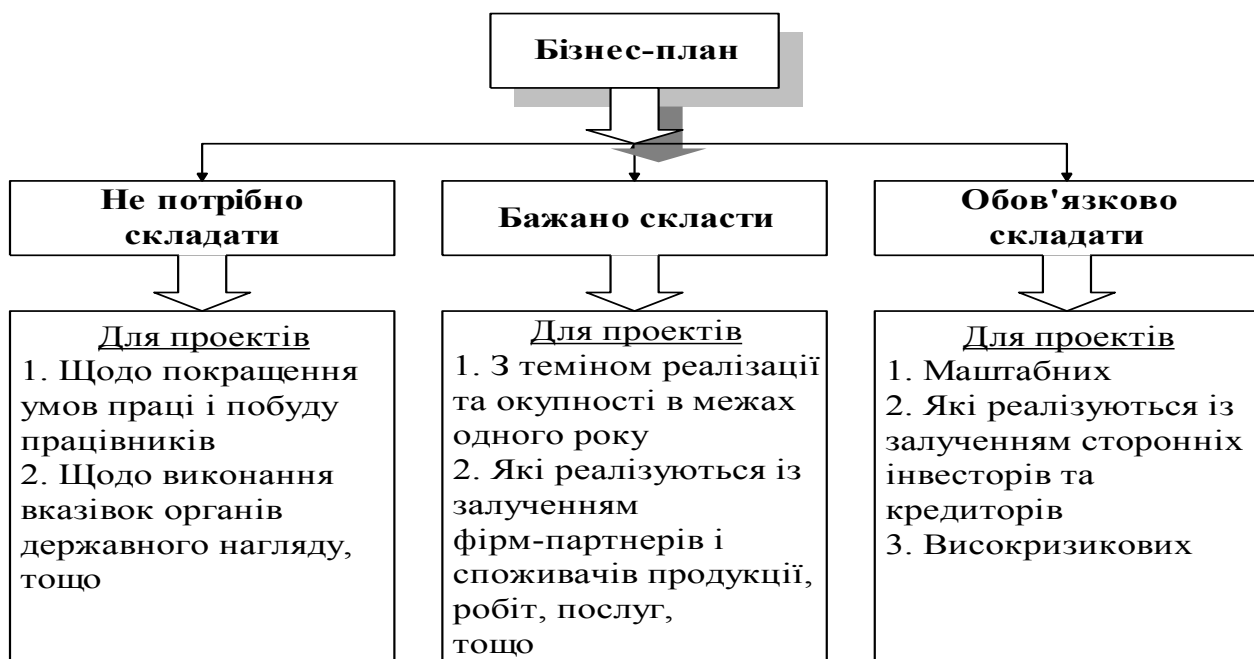 Бізнес-план
Не потрібно
складати
Бажано скласти
Обов'язково
складати
Для проектів
1. Щодо покращення
умов праці і побуду
працівників
2. Щодо виконання
вказівок органів
державного нагляду,
тощо
Для проектів
1. З теміном реалізації
та окупності в межах
одного року
2. Які реалізуються із
залученням
фірм-партнерів і
споживачів продукції,
робіт, послуг,
тощо
Для проектів
1. Маштабних
2. Які реалізуються із
залученням сторонніх
інвесторів та
кредиторів
3. Високризикових